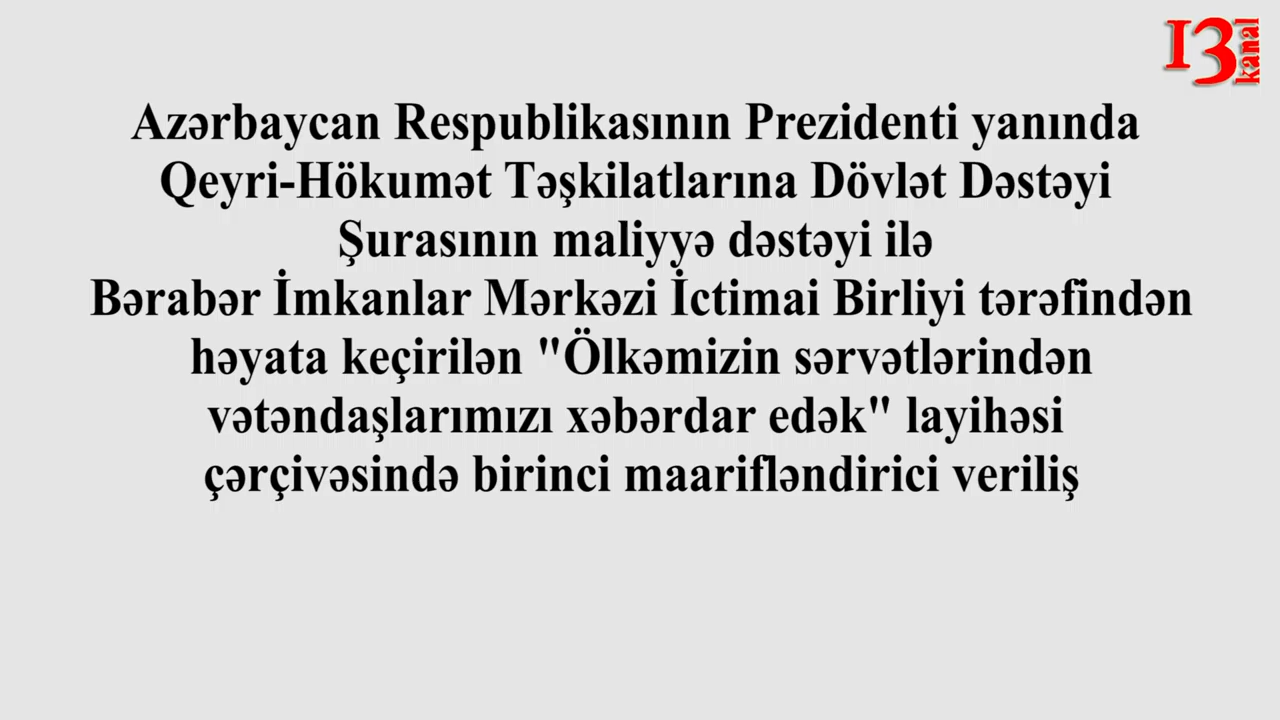 13 kanal
Azərbaycan Respublikasının Prezidenti yanında
Qeyri-Hökumət Təşkilatlarına Dövlət Dəstəyi
Şurasının maliyyə dəstəyi ilə
Bərabər İmkanlar Mərkəzi İctimai Birliyi tərəfindən
həyata keçirilən "Ölkəmizin sərvətlərindən
vətəndaşlarımızı xəbərdar edək" layihəsi
çərçivəsində birinci maarifləndirici veriliş